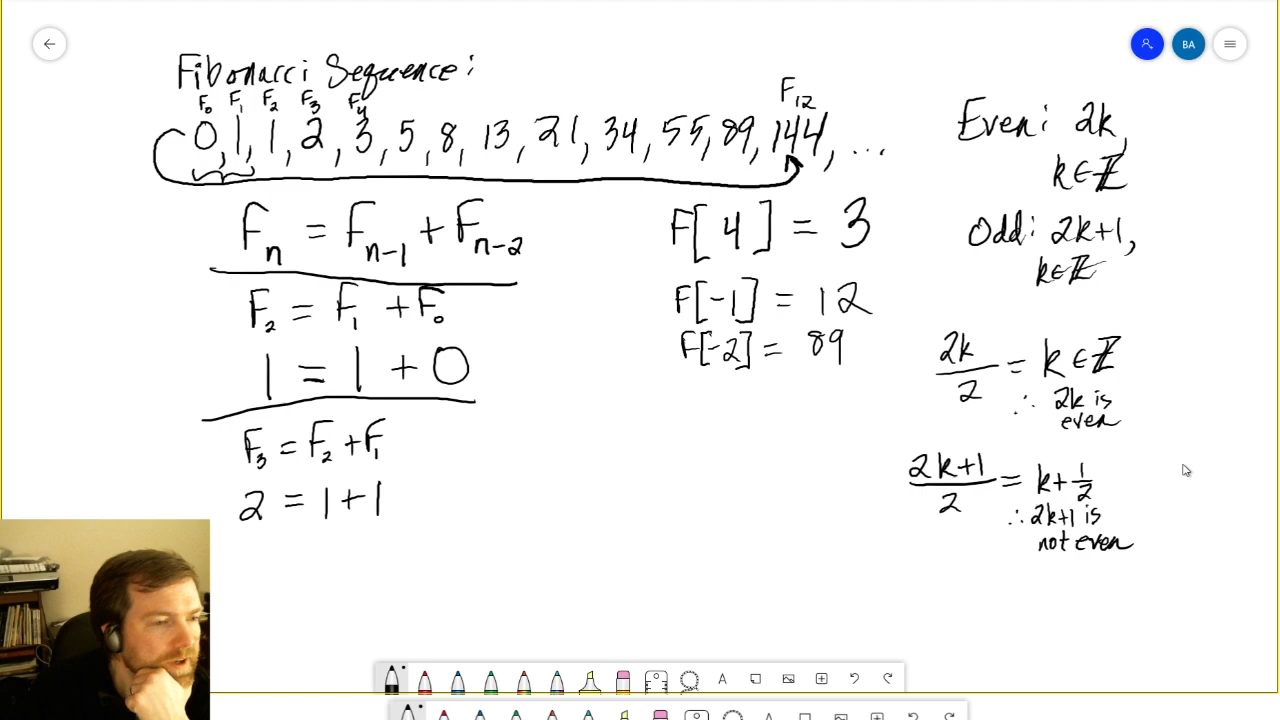 Fibonacci Sequence:
F0 F1 F2 F3 F4 F12
0, 1, 1, 2, 3, 5, 8, 13, 21, 34, 55, 89, 144, ...
Fn = Fn-1 + Fn-2
F2 = F1 + F0
1 = 1 + 0
F3 = F2 + F1
2 = 1 + 1
F[4] = 3
F[-1] = 12
F[-2] = 89
Even: 2k,
k∈ℤ
Odd: 2k+1,
k∈ℤ
2k/2 = k ∈ ℤ
∴ 2k is
even
2k+1/2 = k + 1/2
∴ 2k+1 is
not even
BA
A